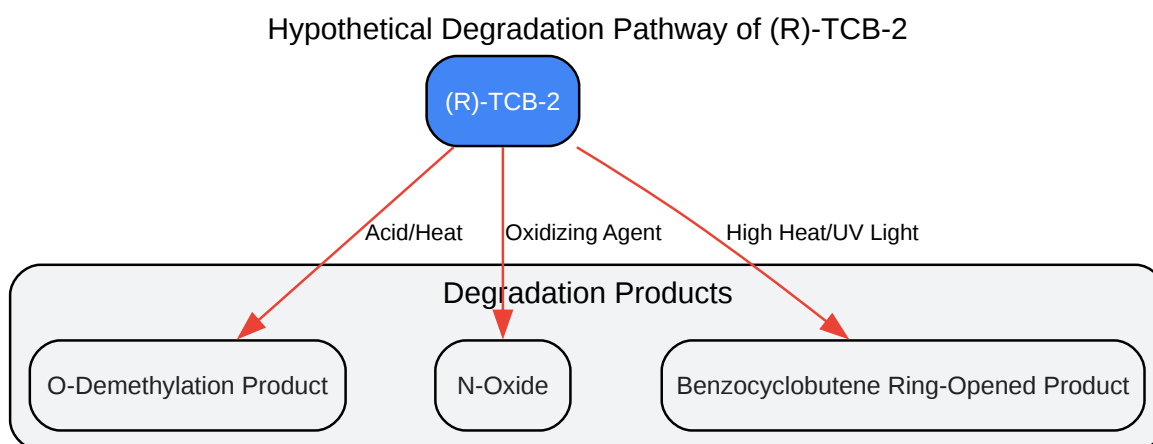 Hypothetical Degradation Pathway of (R)-TCB-2
(R)-TCB-2
Acid/Heat
Oxidizing Agent
High Heat/UV Light
Degradation Products
O-Demethylation Product
N-Oxide
Benzocyclobutene Ring-Opened Product